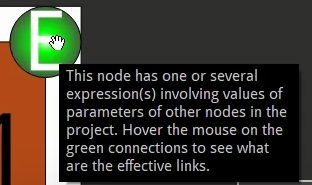 E
This node has one or several
expression(s) involving values of
parameters of other nodes in the
project. Hover the mouse on the
green connections to see what
are the effective links.